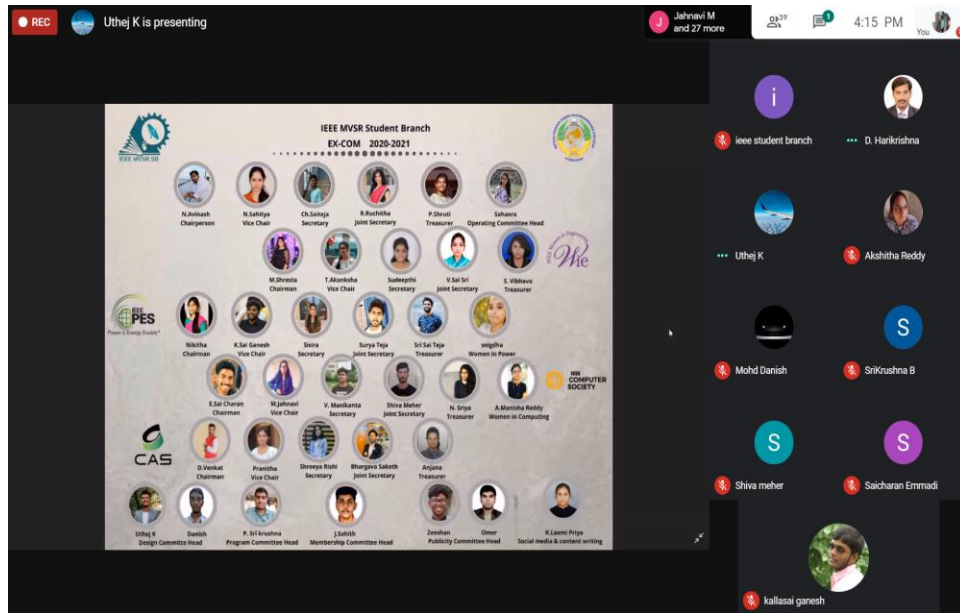 REC
Uthej K is presenting
Jahnavi M
and 27 more
J
29
1
4:15 PM
You
IEEE MVSR SB
IEEE MVSR Student Branch
EX-COM 2020-2021
N.Avinash
Chairperson
N.Sahitya
Vice Chair
Ch.Saiteja
Secretary
R.Ruchitha
Joint Secretary
P.Shruti
Treasurer
Sahasra
Operating Committee Head
M.Shresta
Chairman
T.Akanksha
Vice Chair
Sudeepthi
Secretary
V.Sai Sri
Joint Secretary
S. Vibhava
Treasurer
Wie
IEEE
PES
Power & Energy Society
Nikitha
Chairman
K.Sai Ganesh
Vice Chair
Sisira
Secretary
Surya Teja
Joint Secretary
Sri Sai Teja
Treasurer
snigdha
Women in Power
E.Sai Charan
Chairman
M.Jahnavi
Vice Chair
V. Manikanta
Secretary
Shiva Meher
Joint Secretary
N. Sriya
Treasurer
A.Manisha Reddy
Women in Computing
IEEE
COMPUTER
SOCIETY
CAS
D.Venkat
Chairman
Pranitha
Vice Chair
Shreeya Rishi
Secretary
Bhargava Saketh
Joint Secretary
Anjana
Treasurer
Uthej K
Danish
Design Committe Head
P. Sri krushna
Program Committee Head
J.Sahith
Membership Committee Head
Zeeshan
Omer
Publicity Committee Head
K.Laxmi Priya
Social media & content writing
i
ieee student branch
D. Harikrishna
Uthej K
Akshitha Reddy
Mohd Danish
S
SriKrushna B
S
Shiva meher
S
Saicharan Emmadi
kallasai ganesh